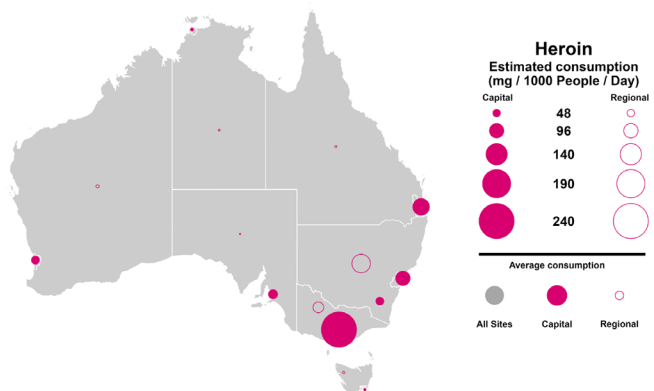 Heroin
Estimated consumption
(mg / 1000 People / Day)
Capital Regional
48
96
140
190
240
Average consumption
All Sites Capital Regional